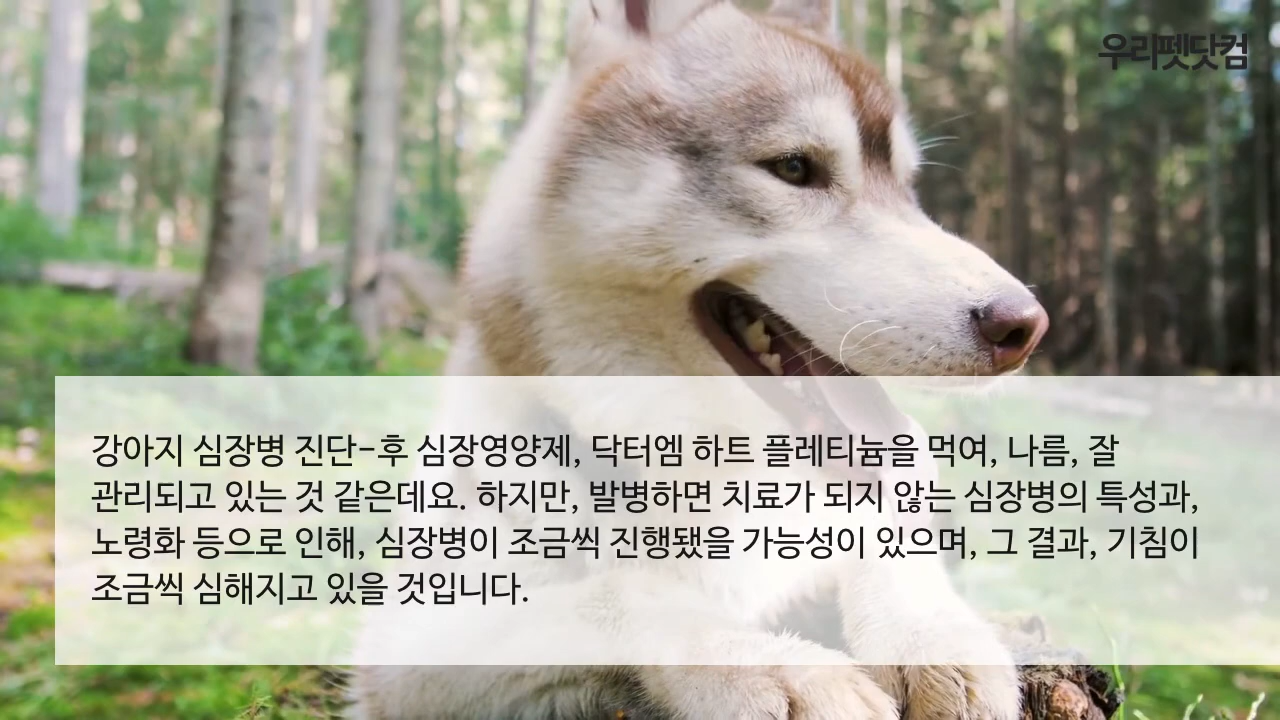 우리펫닷컴
강아지 심장병 진단-후 심장영양제, 닥터엠 하트 플레티늄을 먹여, 나름, 잘
관리되고 있는 것 같은데요. 하지만, 발병하면 치료가 되지 않는 심장병의 특성과,
노령화 등으로 인해, 심장병이 조금씩 진행됐을 가능성이 있으며, 그 결과, 기침이
조금씩 심해지고 있을 것입니다.